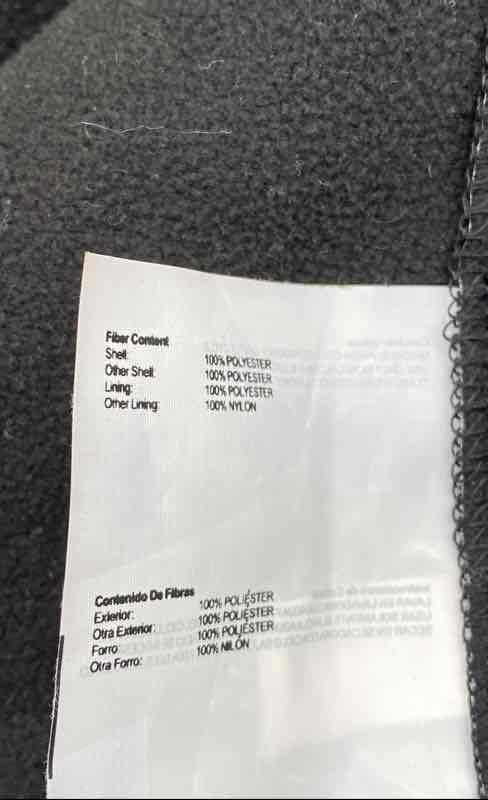 Fiber Content
Shell: 100% POLYESTER
Other Shell: 100% POLYESTER
Lining: 100% POLYESTER
Other Lining: 100% NYLON
Contenido De Fibras
Exterior: 100% POLIÉSTER
Otra Exterior: 100% POLIÉSTER
Forro: 100% POLIÉSTER
Otra Forro: 100% NILÓN